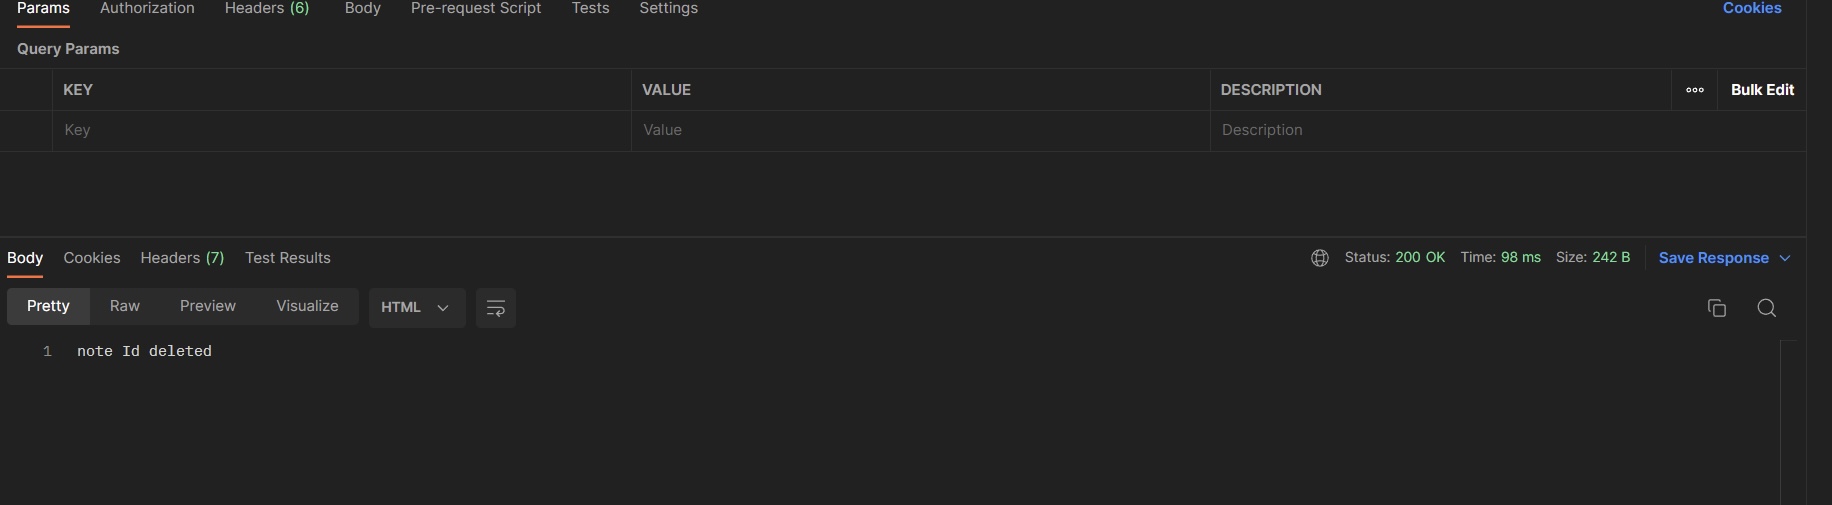 Params Authorization Headers (6) Body Pre-request Script Tests Settings Cookies
Query Params
KEY VALUE DESCRIPTION ooo Bulk Edit
Key Value Description
Body Cookies Headers (7) Test Results Status: 200 OK Time: 98 ms Size: 242 B Save Response
Pretty Raw Preview Visualize HTML
1 note Id deleted